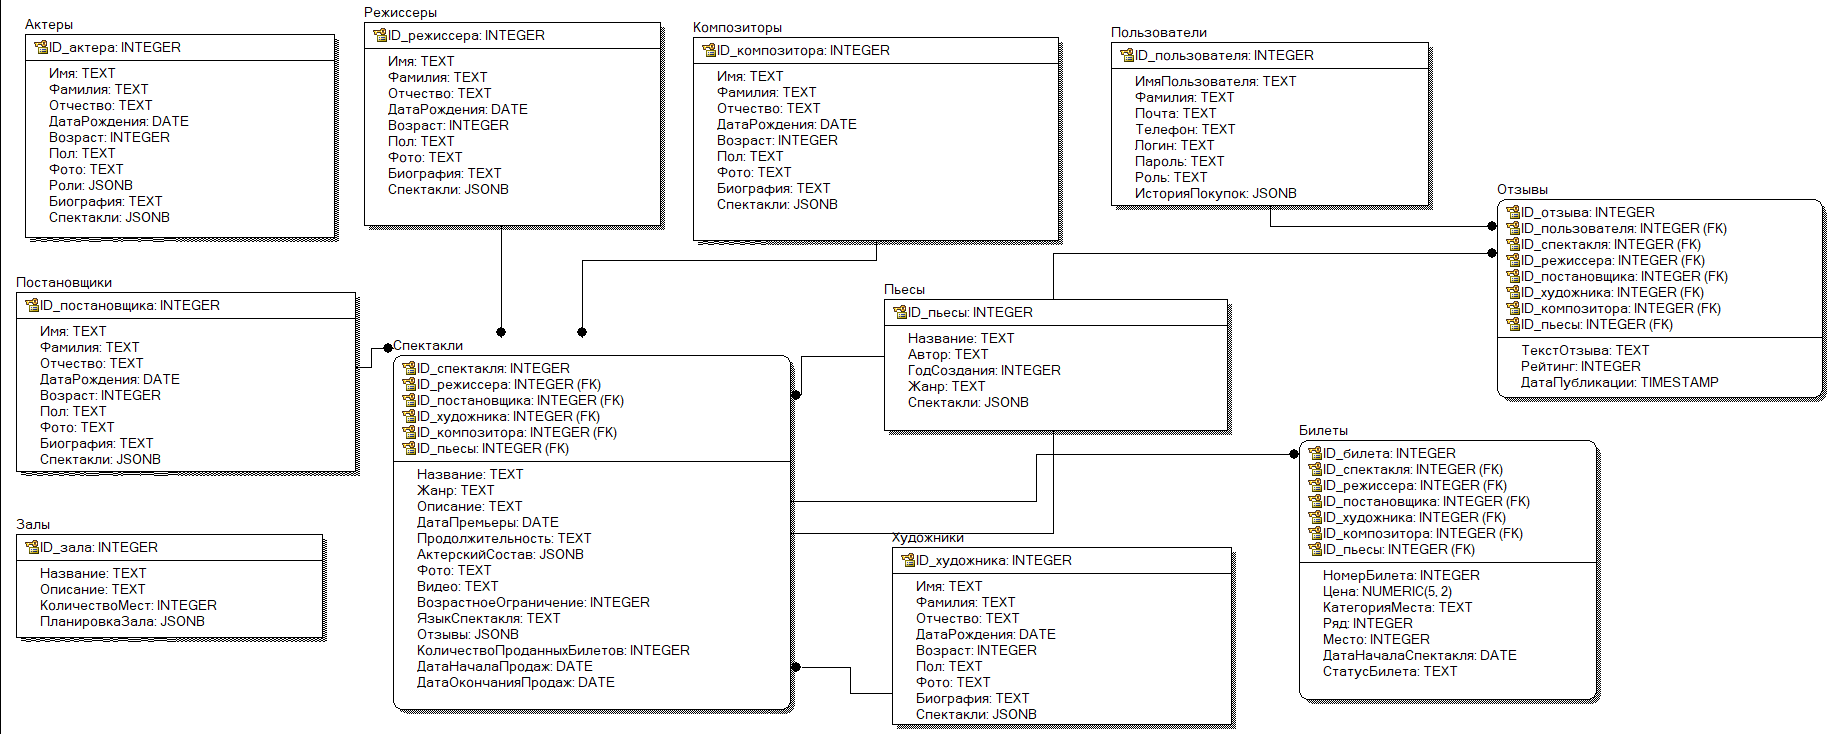 Актеры
ID_актера: INTEGER
Имя: TEXT
Фамилия: TEXT
Отчество: TEXT
ДатаРождения: DATE
Возраст: INTEGER
Пол: TEXT
Фото: TEXT
Роли: JSONB
Биография: TEXT
Спектакли: JSONB
Режиссеры
ID_режиссера: INTEGER
Имя: TEXT
Фамилия: TEXT
Отчество: TEXT
ДатаРождения: DATE
Возраст: INTEGER
Пол: TEXT
Фото: TEXT
Биография: TEXT
Спектакли: JSONB
Композиторы
ID_композитора: INTEGER
Имя: TEXT
Фамилия: TEXT
Отчество: TEXT
ДатаРождения: DATE
Возраст: INTEGER
Пол: TEXT
Фото: TEXT
Биография: TEXT
Спектакли: JSONB
Пользователи
ID_пользователя: INTEGER
ИмяПользователя: TEXT
Фамилия: TEXT
Почта: TEXT
Телефон: TEXT
Логин: TEXT
Пароль: TEXT
Роль: TEXT
ИсторияПокупок: JSONB
Отзывы
ID_отзыва: INTEGER
ID_пользователя: INTEGER (FK)
ID_спектакля: INTEGER (FK)
ID_режиссера: INTEGER (FK)
ID_постановщика: INTEGER (FK)
ID_художника: INTEGER (FK)
ID_композитора: INTEGER (FK)
ID_пьесы: INTEGER (FK)
ТекстОтзыва: TEXT
Рейтинг: INTEGER
ДатаПубликации: TIMESTAMP
Постановщики
ID_постановщика: INTEGER
Имя: TEXT
Фамилия: TEXT
Отчество: TEXT
ДатаРождения: DATE
Возраст: INTEGER
Пол: TEXT
Фото: TEXT
Биография: TEXT
Спектакли: JSONB
Спектакли
ID_спектакля: INTEGER
ID_режиссера: INTEGER (FK)
ID_постановщика: INTEGER (FK)
ID_художника: INTEGER (FK)
ID_композитора: INTEGER (FK)
ID_пьесы: INTEGER (FK)
Название: TEXT
Жанр: TEXT
Описание: TEXT
ДатаПремьеры: DATE
Продолжительность: TEXT
АктерскийСостав: JSONB
Фото: TEXT
Видео: TEXT
ВозрастноеОграничение: INTEGER
ЯзыкСпектакля: TEXT
Отзывы: JSONB
КоличествоПроданныхБилетов: INTEGER
ДатаНачалаПродаж: DATE
ДатаОкончанияПродаж: DATE
Пьесы
ID_пьесы: INTEGER
Название: TEXT
Автор: TEXT
ГодСоздания: INTEGER
Жанр: TEXT
Спектакли: JSONB
Билеты
ID_билета: INTEGER
ID_спектакля: INTEGER (FK)
ID_режиссера: INTEGER (FK)
ID_постановщика: INTEGER (FK)
ID_художника: INTEGER (FK)
ID_композитора: INTEGER (FK)
ID_пьесы: INTEGER (FK)
НомерБилета: INTEGER
Цена: NUMERIC(5, 2)
КатегорияМеста: TEXT
Ряд: INTEGER
Место: INTEGER
ДатаНачалаСпектакля: DATE
СтатусБилета: TEXT
Залы
ID_зала: INTEGER
Название: TEXT
Описание: TEXT
КоличествоМест: INTEGER
ПланировкаЗала: JSONB
Художники
ID_художника: INTEGER
Имя: TEXT
Фамилия: TEXT
Отчество: TEXT
ДатаРождения: DATE
Возраст: INTEGER
Пол: TEXT
Фото: TEXT
Биография: TEXT
Спектакли: JSONB